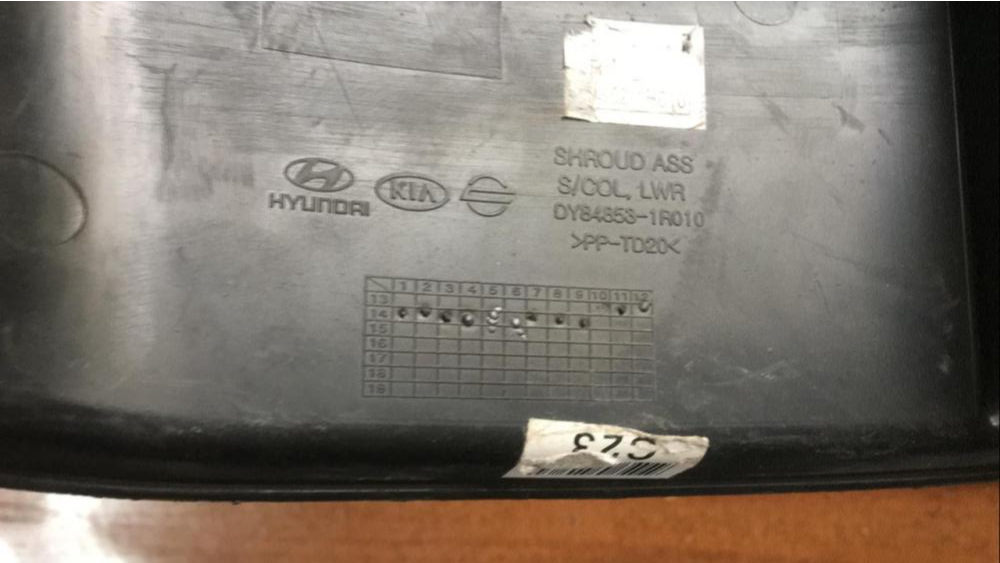 SHROUD ASS
S/COL, LWR
HYUNDAI KIA
DY84853-1R010
>PP-TD20<
1 2 3 4 5 6 7 8 9 10 11 12
13
14
15
16
17
18
19
CZ3